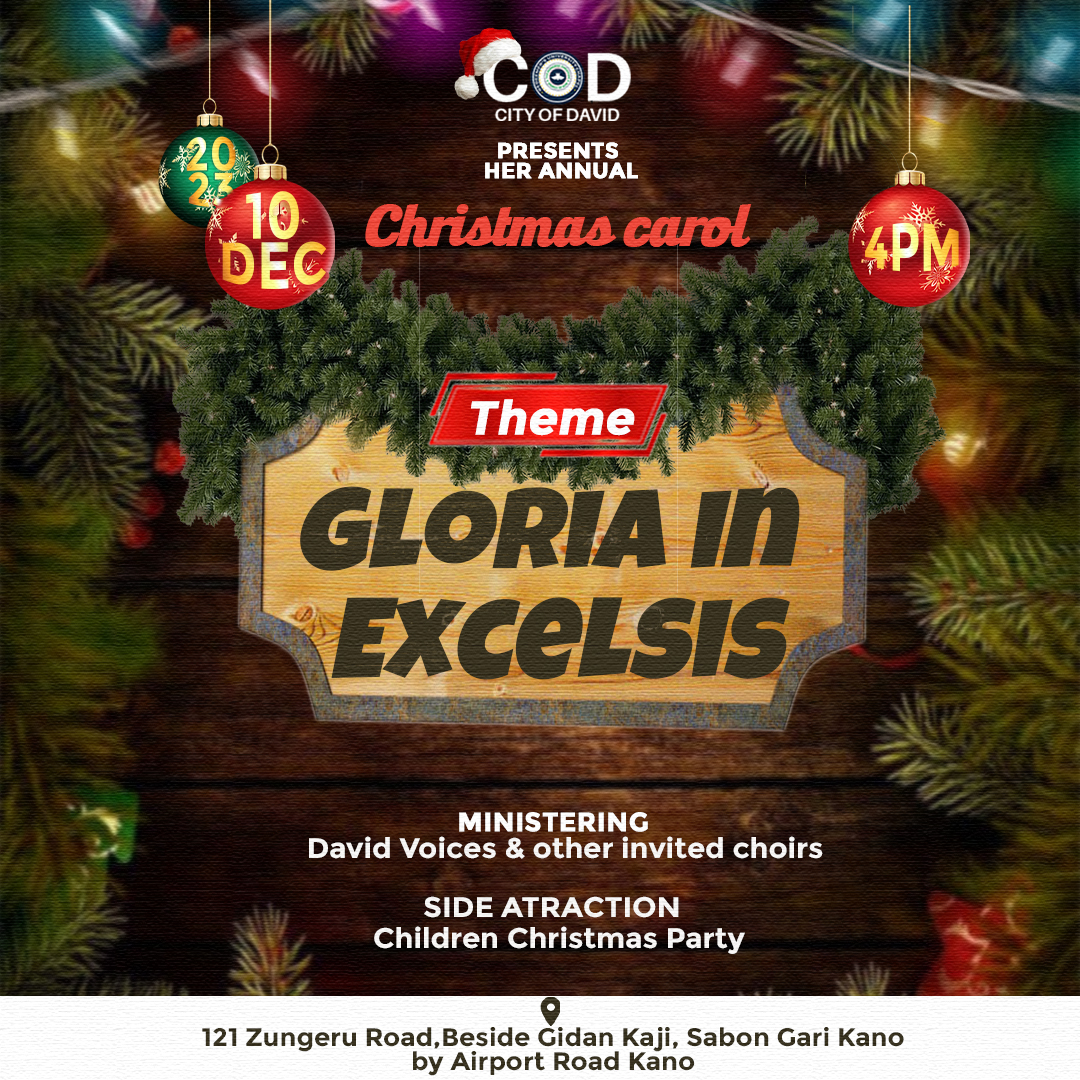 COD
CITY OF DAVID
PRESENTS
HER ANNUAL
Christmas carol
20
23
10
DEC
4PM
Theme
GLORIA IN
EXCELSIS
MINISTERING
David Voices & other invited choirs
SIDE ATRACTION
Children Christmas Party
121 Zungeru Road,Beside Gidan Kaji, Sabon Gari Kano
by Airport Road Kano